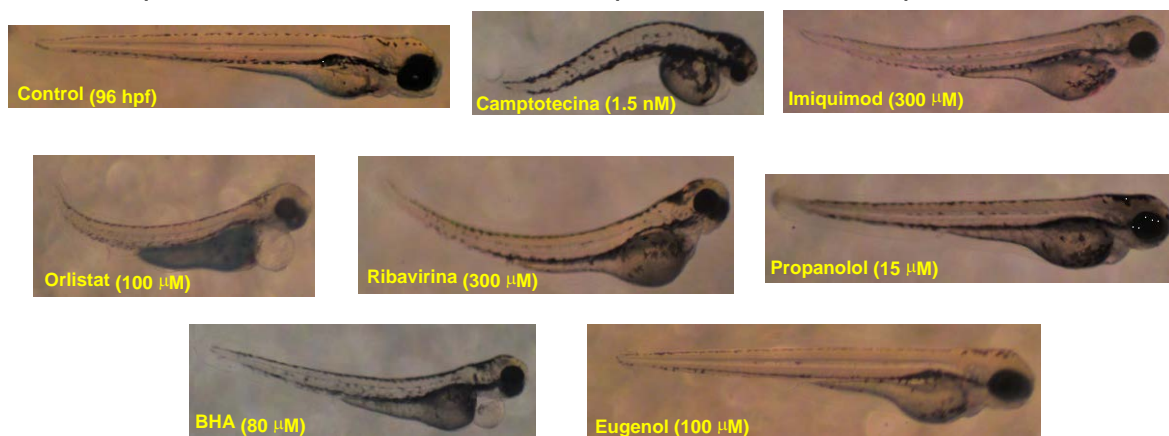 Control (96 hpf)
Camptotecina (1.5 nM)
Imiquimod (300 µM)
Orlistat (100 µM)
Ribavirina (300 µM)
Propanolol (15 µM)
BHA (80 µM)
Eugenol (100 µM)